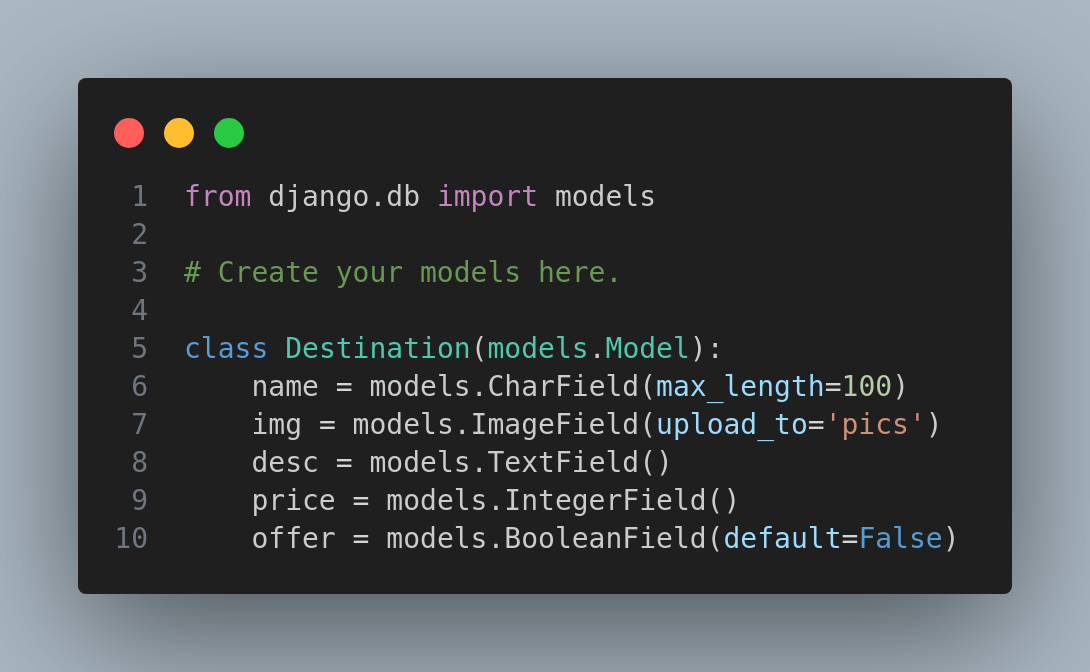 1 from django.db import models
2
3 # Create your models here.
4
5 class Destination(models.Model):
6     name = models.CharField(max_length=100)
7     img = models.ImageField(upload_to='pics')
8     desc = models.TextField()
9     price = models.IntegerField()
10     offer = models.BooleanField(default=False)